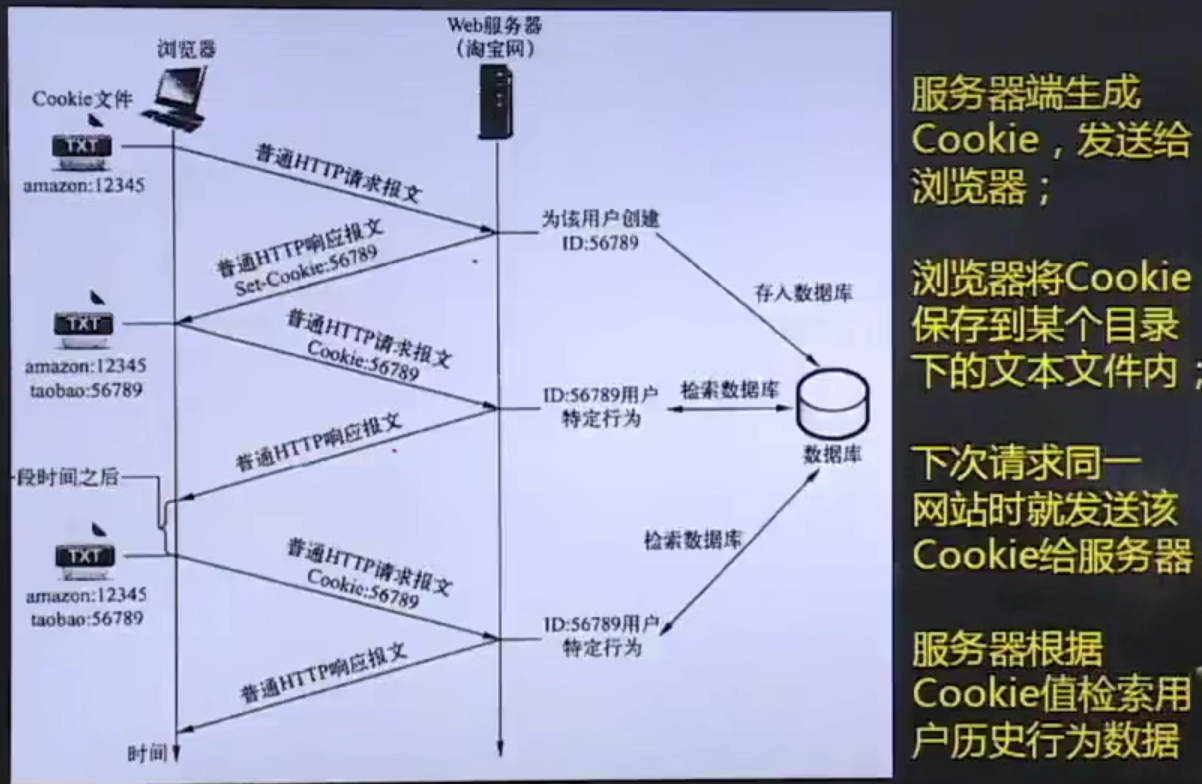 浏览器
Web服务器
（淘宝网）
Cookie文件
TXT
amazon:12345
普通HTTP请求报文
为该用户创建
ID:56789
普通HTTP响应报文
Set-Cookie:56789
存入数据库
TXT
amazon:12345
taobao:56789
普通HTTP请求报文
Cookie:56789
ID:56789用户
特定行为
检索数据库
数据库
普通HTTP响应报文
段时间之后
TXT
amazon:12345
taobao:56789
普通HTTP请求报文
Cookie:56789
检索数据库
ID:56789用户
特定行为
普通HTTP响应报文
时间
服务器端生成
Cookie，发送给
浏览器；
浏览器将Cookie
保存到某个目录
下的文本文件内；
下次请求同一
网站时就发送该
Cookie给服务器
服务器根据
Cookie值检索用
户历史行为数据